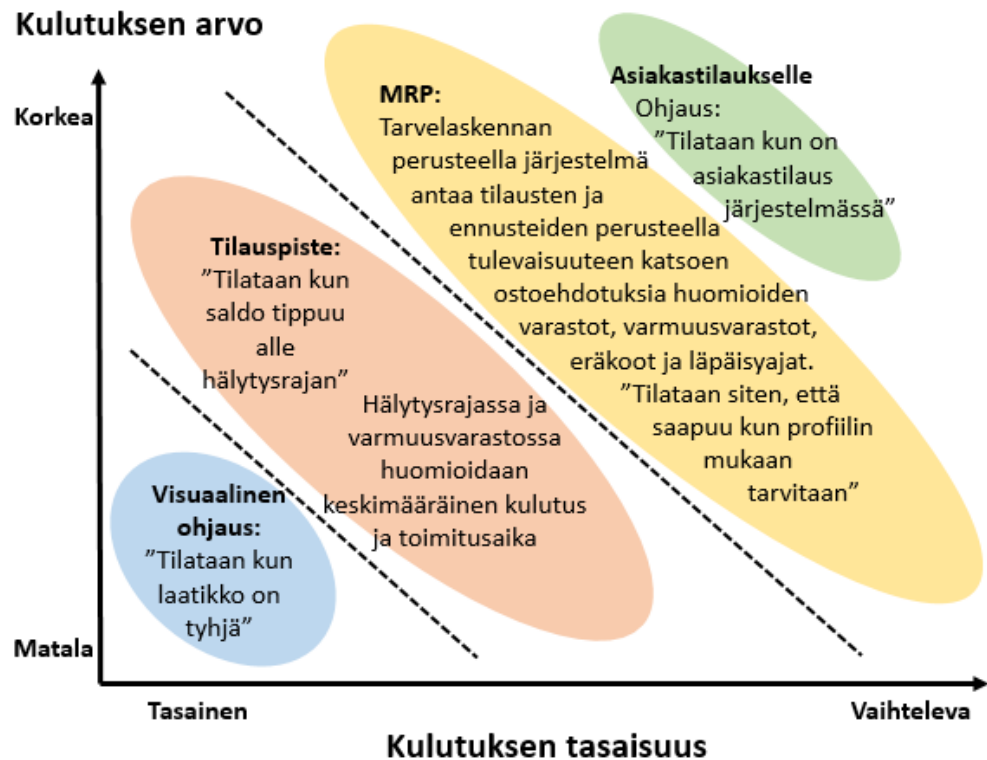 Kulutuksen arvo
Korkea
Matala
Asiakastilaukselle
Ohjaus:
”Tilataan kun on
asiakastilaus
järjestelmässä”
MRP:
Tarvelaskennan
perusteella järjestelmä
antaa tilausten ja
ennusteiden perusteella
tulevaisuuteen katsoen
ostoehdotuksia huomioiden
varastot, varmuusvarastot,
eräkoot ja läpäisyajat.
”Tilataan siten, että
saapuu kun profiilin
mukaan
tarvitaan”
Tilauspiste:
”Tilataan kun
saldo tippuu
alle
hälytysrajan”
Hälytysrajassa ja
varmuusvarastossa
huomioidaan
keskimääräinen kulutus
ja toimitusaika
Visuaalinen
ohjaus:
”Tilataan kun
laatikko on
tyhjä”
Tasainen
Vaihteleva
Kulutuksen tasaisuus